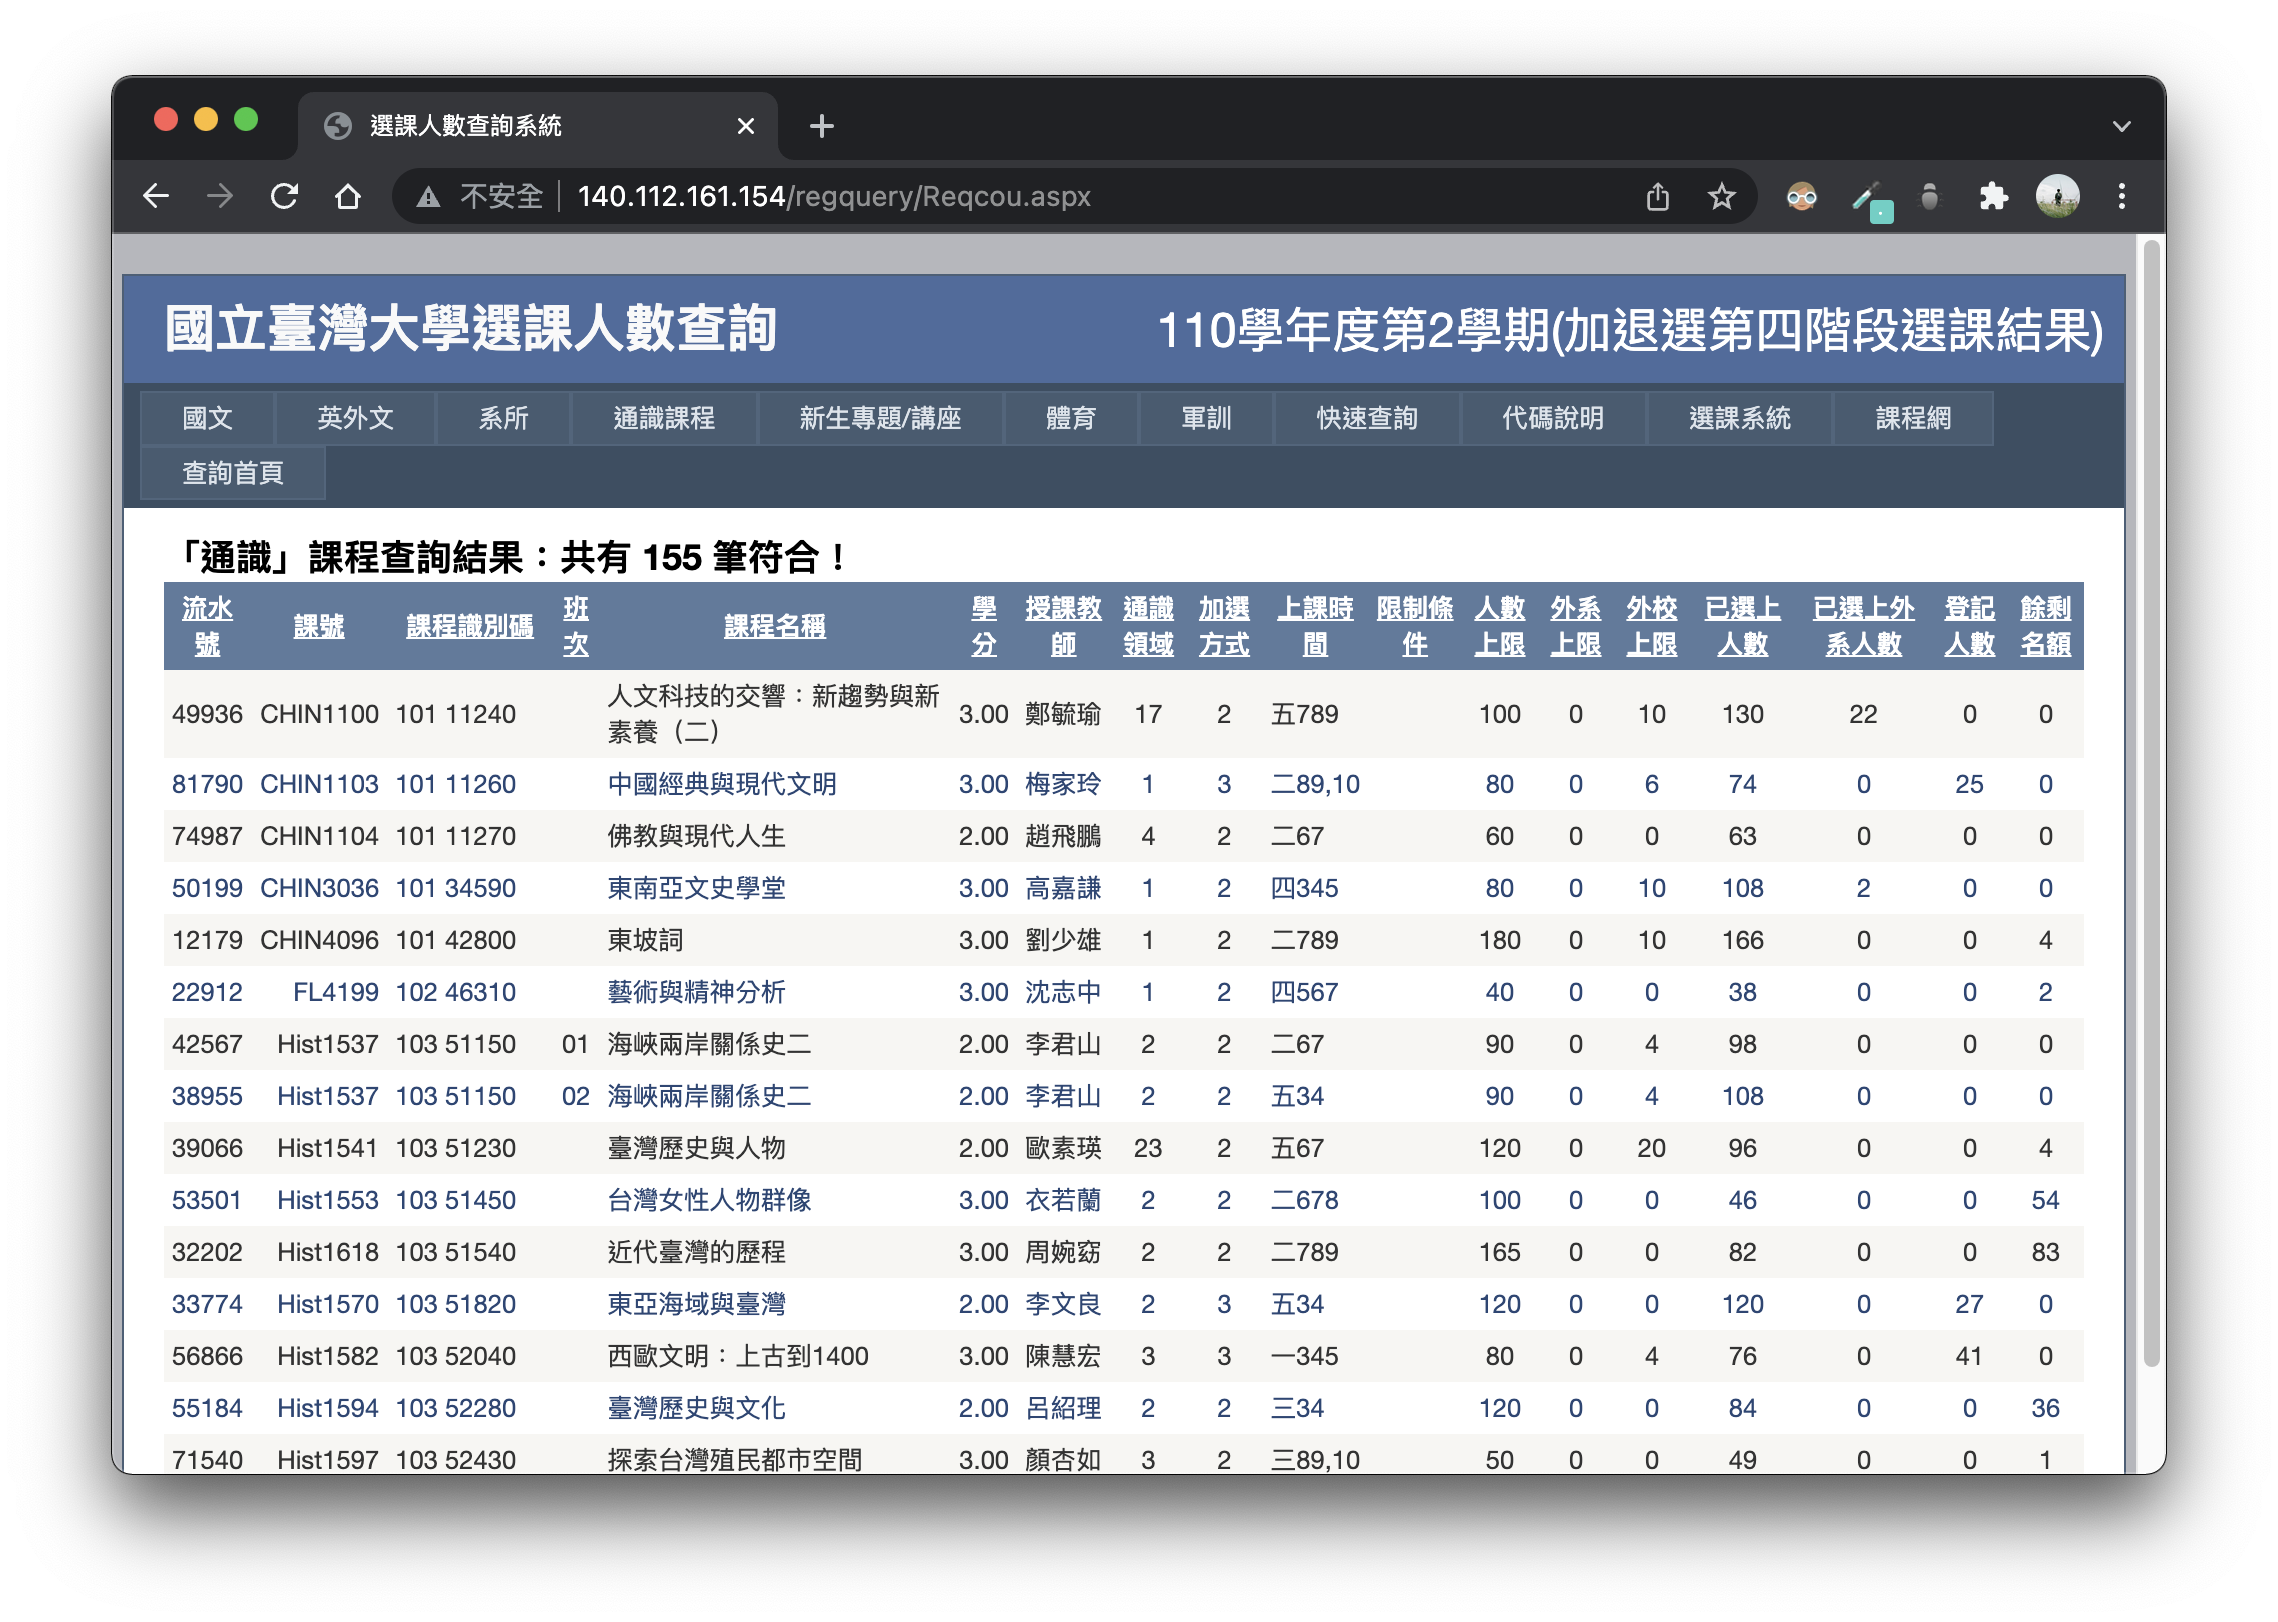 選課人數查詢系統
不安全 140.112.161.154/regquery/Reqcou.aspx
國立臺灣大學選課人數查詢 110學年度第2學期(加退選第四階段選課結果)
國文 英外文 系所 通識課程 新生專題/講座 體育 軍訓 快速查詢 代碼說明 選課系統 課程網
查詢首頁
「通識」課程查詢結果：共有 155 筆符合！
流水號 課號 課程識別碼 班次 課程名稱 學分 授課教師 通識領域 加選方式 上課時間 限制條件 人數上限 外系上限 外校上限 已選上人數 已選上外系人數 登記人數 餘剩名額
49936 CHIN1100 101 11240 人文科技的交響：新趨勢與新素養（二） 3.00 鄭毓瑜 17 2 五789 100 0 10 130 22 0 0
81790 CHIN1103 101 11260 中國經典與現代文明 3.00 梅家玲 1 3 二89,10 80 0 6 74 0 25 0
74987 CHIN1104 101 11270 佛教與現代人生 2.00 趙飛鵬 4 2 二67 60 0 0 63 0 0 0
50199 CHIN3036 101 34590 東南亞文史學堂 3.00 高嘉謙 1 2 四345 80 0 10 108 2 0 0
12179 CHIN4096 101 42800 東坡詞 3.00 劉少雄 1 2 二789 180 0 10 166 0 0 4
22912 FL4199 102 46310 藝術與精神分析 3.00 沈志中 1 2 四567 40 0 0 38 0 0 2
42567 Hist1537 103 51150 01 海峽兩岸關係史二 2.00 李君山 2 2 二67 90 0 4 98 0 0 0
38955 Hist1537 103 51150 02 海峽兩岸關係史二 2.00 李君山 2 2 五34 90 0 4 108 0 0 0
39066 Hist1541 103 51230 臺灣歷史與人物 2.00 歐素瑛 23 2 五67 120 0 20 96 0 0 4
53501 Hist1553 103 51450 台灣女性人物群像 3.00 衣若蘭 2 2 二678 100 0 0 46 0 0 54
32202 Hist1618 103 51540 近代臺灣的歷程 3.00 周婉窈 2 2 二789 165 0 0 82 0 0 83
33774 Hist1570 103 51820 東亞海域與臺灣 2.00 李文良 2 3 五34 120 0 0 120 0 27 0
56866 Hist1582 103 52040 西歐文明：上古到1400 3.00 陳慧宏 3 3 一345 80 0 4 76 0 41 0
55184 Hist1594 103 52280 臺灣歷史與文化 2.00 呂紹理 2 2 三34 120 0 0 84 0 0 36
71540 Hist1597 103 52430 探索台灣殖民都市空間 3.00 顏杏如 3 2 三89,10 50 0 0 49 0 0 1